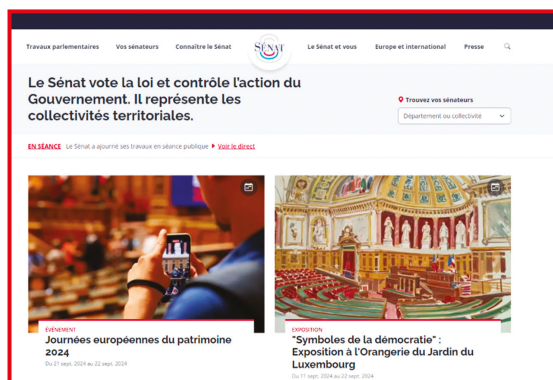 Travaux parlementaires Vos sénateurs Connaître le Sénat SÉNAT Le Sénat et vous Europe et international Presse
Le Sénat vote la loi et contrôle l'action du
Gouvernement. Il représente les
collectivités territoriales.
Trouvez vos sénateurs
Département ou collectivité
EN SÉANCE Le Sénat a ajourné ses travaux en séance publique Voir le direct
ÉVÉNEMENT
Journées européennes du patrimoine
2024
Du 21 sept. 2024 au 22 sept. 2024
EXPOSITION
"Symboles de la démocratie" :
Exposition à l'Orangerie du Jardin du
Luxembourg
Du 11 sept. 2024 au 22 sept. 2024